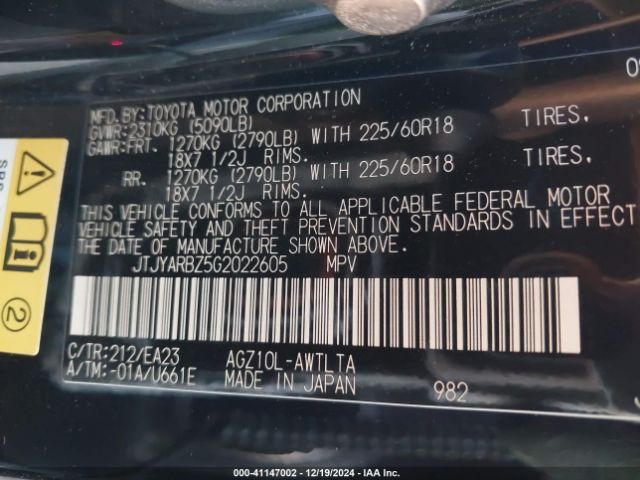 MFD.BY:TOYOTA MOTOR CORPORATION
GVWR:2310KG (5090LB)
GAWR:FRT. 1270KG (2790LB) WITH 225/60R18 TIRES.
18X7 1/2J RIMS.
RR. 1270KG (2790LB) WITH 225/60R18 TIRES.
18X7 1/2J RIMS.
THIS VEHICLE CONFORMS TO ALL APPLICABLE FEDERAL MOTOR
VEHICLE SAFETY AND THEFT PREVENTION STANDARDS IN EFFECT
THE DATE OF MANUFACTURE SHOWN ABOVE.
JTJYARBZ5G2022605 MPV
C/TR:212/EA23 AGZ10L-AWTLTA
A/TM:-01A/U661E MADE IN JAPAN 982
2
000-41147002 - 12/19/2024 - IAA Inc.